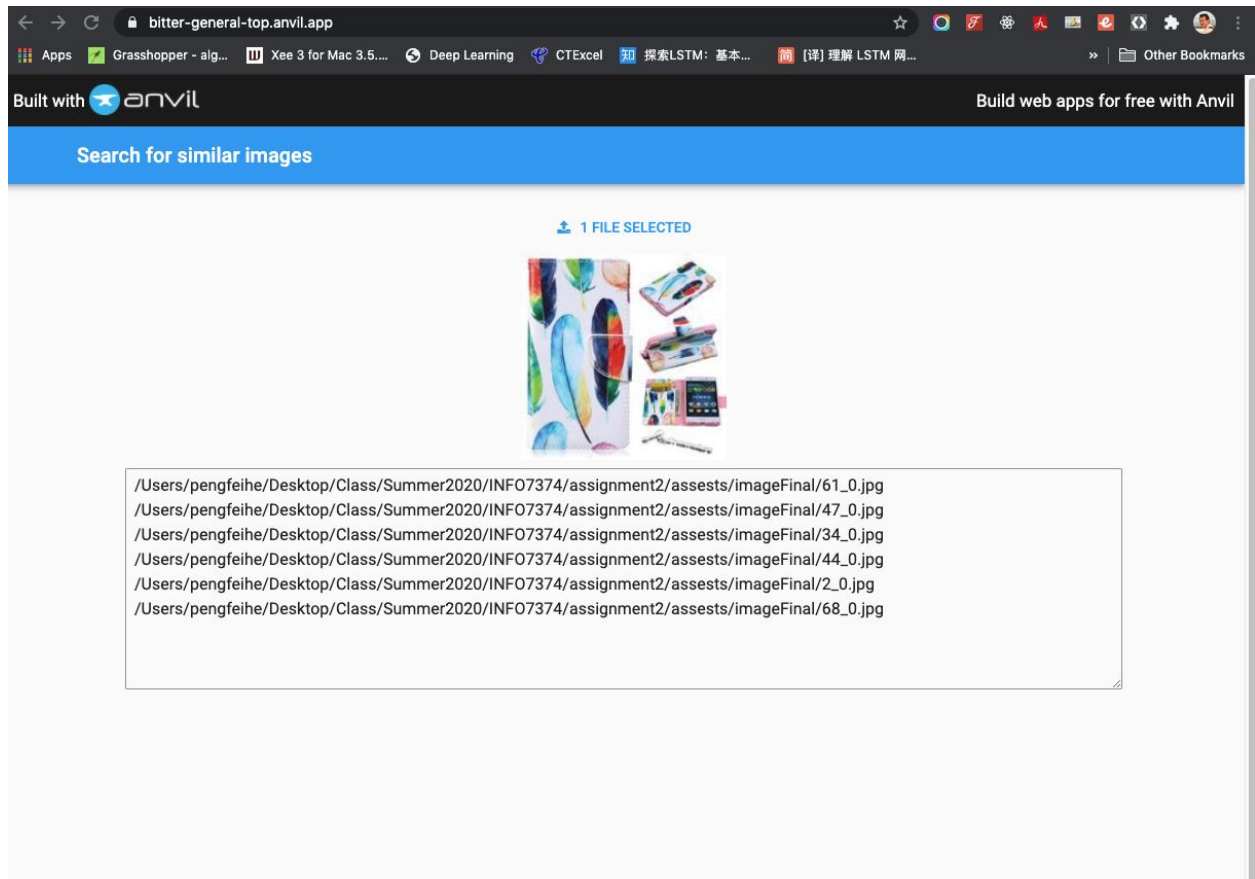 bitter-general-top.anvil.app
Apps Grasshopper - alg... Xee 3 for Mac 3.5.... Deep Learning CTExcel 知 探索LSTM：基本... 简 [译] 理解 LSTM 网... » Other Bookmarks
Built with anvil Build web apps for free with Anvil
Search for similar images
1 FILE SELECTED
/Users/pengfeihe/Desktop/Class/Summer2020/INFO7374/assignment2/assests/imageFinal/61_0.jpg
/Users/pengfeihe/Desktop/Class/Summer2020/INFO7374/assignment2/assests/imageFinal/47_0.jpg
/Users/pengfeihe/Desktop/Class/Summer2020/INFO7374/assignment2/assests/imageFinal/34_0.jpg
/Users/pengfeihe/Desktop/Class/Summer2020/INFO7374/assignment2/assests/imageFinal/44_0.jpg
/Users/pengfeihe/Desktop/Class/Summer2020/INFO7374/assignment2/assests/imageFinal/2_0.jpg
/Users/pengfeihe/Desktop/Class/Summer2020/INFO7374/assignment2/assests/imageFinal/68_0.jpg